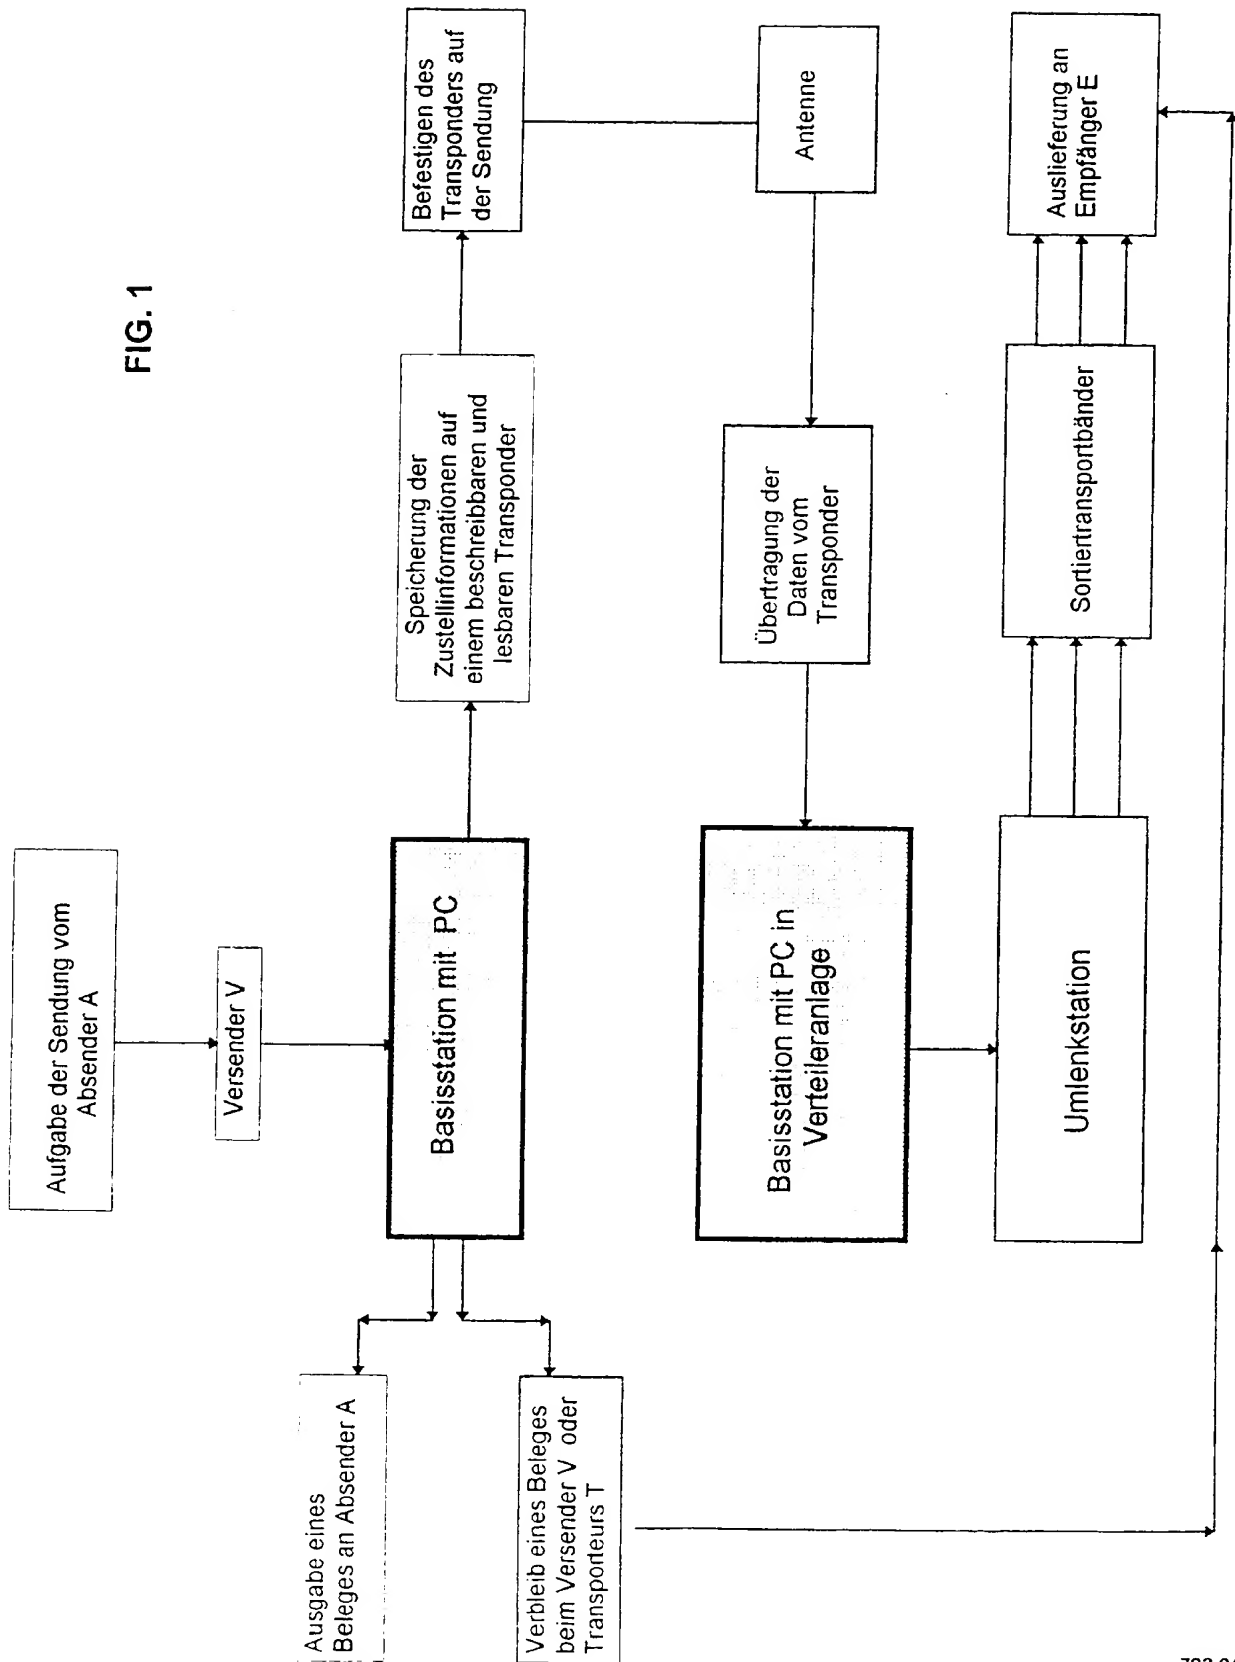 FIG. 1
Aufgabe der Sendung vom
Absender A
Versender V
Ausgabe eines
Beleges an Absender A
Verbleib eines Beleges
beim Versender V oder
Transporteurs T
Basisstation mit PC
Speicherung der
Zustellinformationen auf
einem beschreibbaren und
lesbaren Transponder
Befestigen des
Transponders auf
der Sendung
Antenne
Übertragung der
Daten vom
Transponder
Basisstation mit PC in
Verteileranlage
Umlenkstation
Sortiertransportbänder
Auslieferung an
Empfänger E